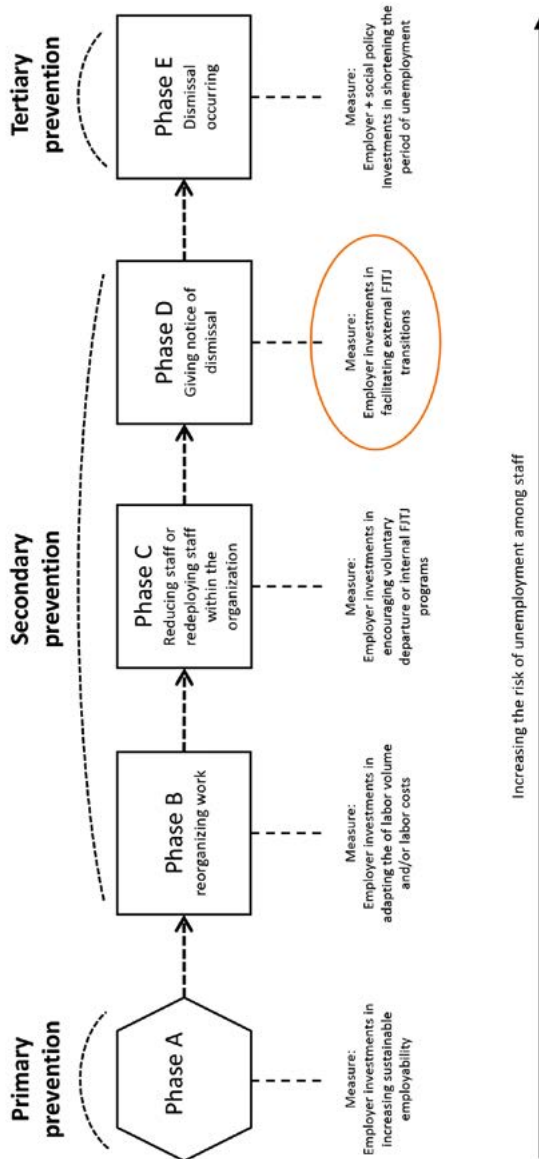 Primary
prevention
Secondary
prevention
Tertiary
prevention
Phase A
Phase B
reorganizing work
Phase C
Reducing staff or
redeploying staff
within the
organization
Phase D
Giving notice of
dismissal
Phase E
Dismissal
occurring
Measure:
Employer investments in
increasing sustainable
employability
Measure:
Employer investments in
adapting the of labor volume
and/or labor costs
Measure:
Employer investments in
encouraging voluntary
departure or internal FJTJ
programs
Measure:
Employer investments in
facilitating external FJTJ
transitions
Measure:
Employer + social policy
Investments in shortening the
period of unemployment
Increasing the risk of unemployment among staff